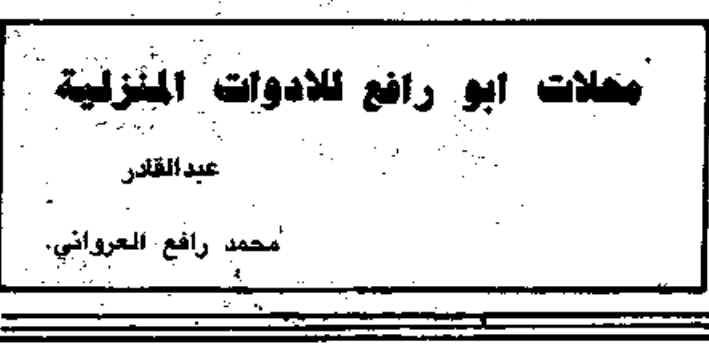 محلات ابو رافع للادوات المنزلية
عبدالقادر
محمد رافع العرواني.